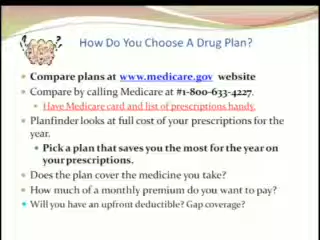 How Do You Choose A Drug Plan?
Compare plans at www.medicare.gov website
Compare by calling Medicare at #1-800-633-4227.
Have Medicare card and list of prescriptions handy.
Planfinder looks at full cost of your prescriptions for the
year.
Pick a plan that saves you the most for the year on
your prescriptions.
Does the plan cover the medicine you take?
How much of a monthly premium do you want to pay?
Will you have an upfront deductible? Gap coverage?